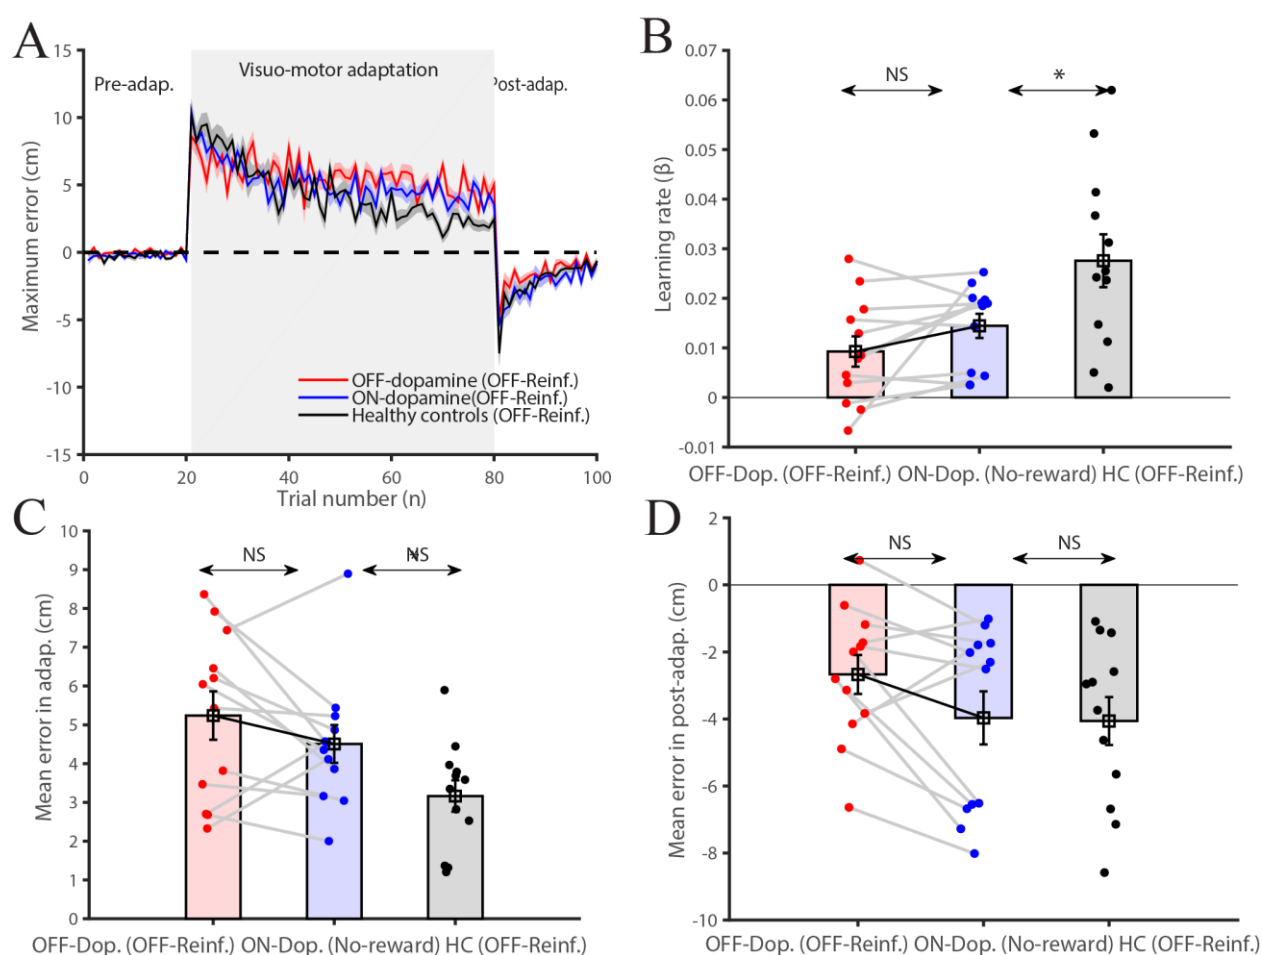 A
15
10
5
0
-5
-10
-15
Maximum error (cm)
Pre-adap.
Visuo-motor adaptation
Post-adap.
OFF-dopamine (OFF-Reinf.)
ON-dopamine(OFF-Reinf.)
Healthy controls (OFF-Reinf.)
0 20 40 60 80 100
Trial number (n)
B
0.07
0.06
0.05
0.04
0.03
0.02
0.01
0
-0.01
Learning rate (β)
NS *
OFF-Dop. (OFF-Reinf.) ON-Dop. (No-reward) HC (OFF-Reinf.)
C
10
9
8
7
6
5
4
3
2
1
0
Mean error in adap. (cm)
NS NS
OFF-Dop. (OFF-Reinf.) ON-Dop. (No-reward) HC (OFF-Reinf.)
D
2
0
-2
-4
-6
-8
-10
Mean error in post-adap. (cm)
NS NS
OFF-Dop. (OFF-Reinf.) ON-Dop. (No-reward) HC (OFF-Reinf.)